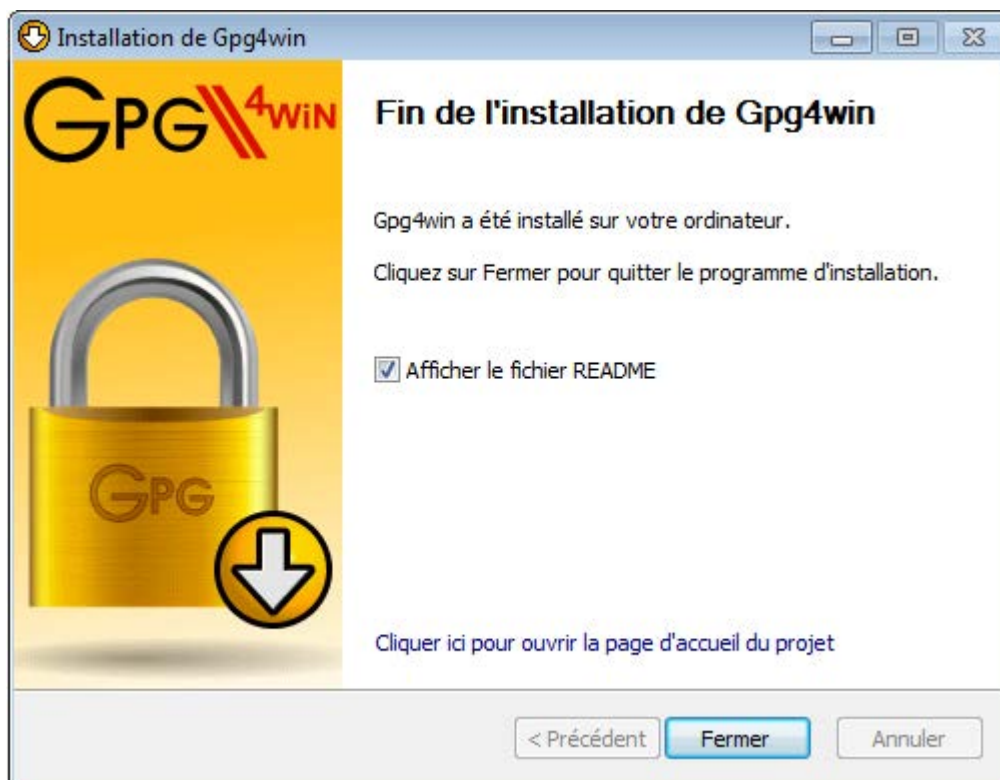 Installation de Gpg4win
GPG4WIN
Fin de l'installation de Gpg4win
Gpg4win a été installé sur votre ordinateur.
Cliquez sur Fermer pour quitter le programme d'installation.
Afficher le fichier README
GPG
Cliquer ici pour ouvrir la page d'accueil du projet
< Précédent
Fermer
Annuler